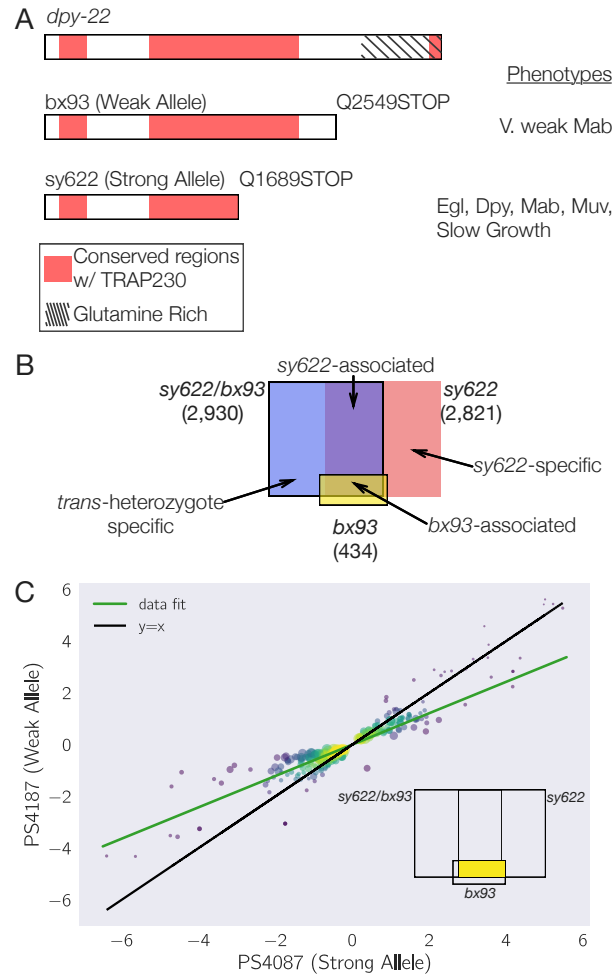 A
dpy-22
Phenotypes
bx93 (Weak Allele)
Q2549STOP
V. weak Mab
sy622 (Strong Allele)
Q1689STOP
Egl, Dpy, Mab, Muv,
Slow Growth
Conserved regions
w/ TRAP230
Glutamine Rich
B
sy622-associated
sy622/bx93
(2,930)
sy622
(2,821)
sy622-specific
trans-heterozygote
specific
bx93-associated
bx93
(434)
C
data fit
y=x
6
4
2
0
−2
−4
−6
PS4187 (Weak Allele)
sy622/bx93
sy622
bx93
−6
−4
−2
0
2
4
6
PS4087 (Strong Allele)